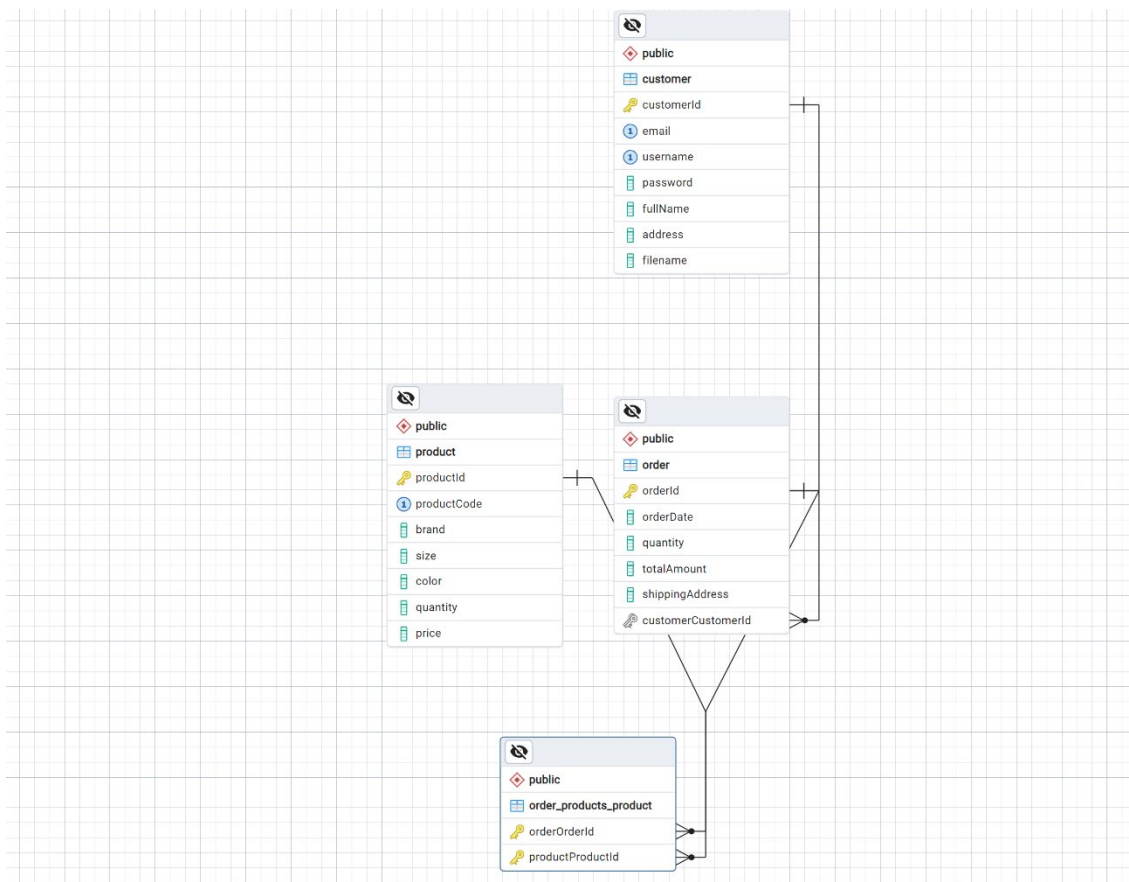 public
customer
customerId
email
username
password
fullName
address
filename
public
product
productId
productCode
brand
size
color
quantity
price
public
order
orderId
orderDate
quantity
totalAmount
shippingAddress
customerCustomerId
public
order_products_product
orderOrderId
productProductId